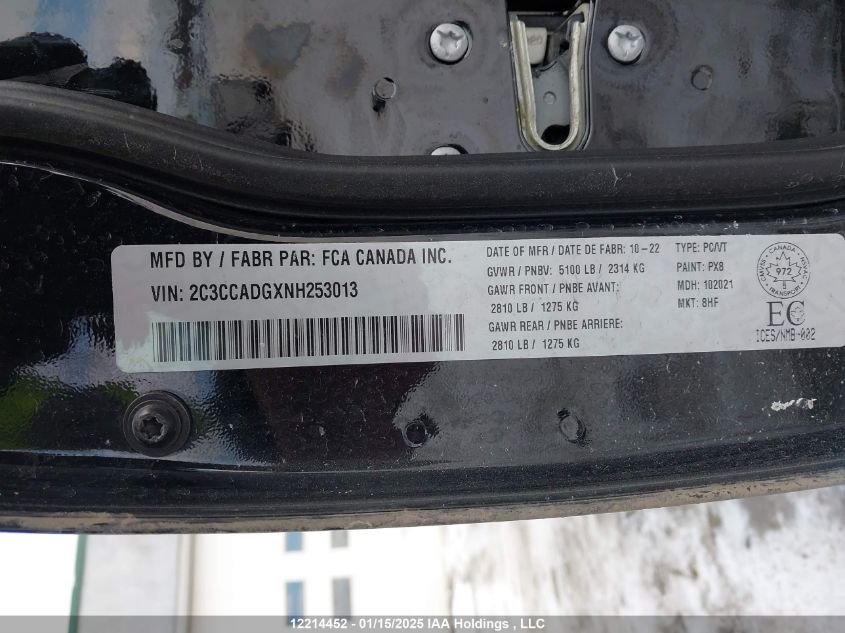 MFD BY / FABR PAR: FCA CANADA INC.
VIN: 2C3CCADGXNH253013
DATE OF MFR / DATE DE FABR: 10-22
GVWR / PNBV: 5100 LB / 2314 KG
GAWR FRONT / PNBE AVANT:
2810 LB / 1275 KG
GAWR REAR / PNBE ARRIERE:
2810 LB / 1275 KG
TYPE: PC/VT
PAINT: PX8
MDH: 102021
MKT: 8HF
CANADA
972
TRANSPORT
EC
ICES/NMB-002
12214452 - 01/15/2025 IAA Holdings , LLC